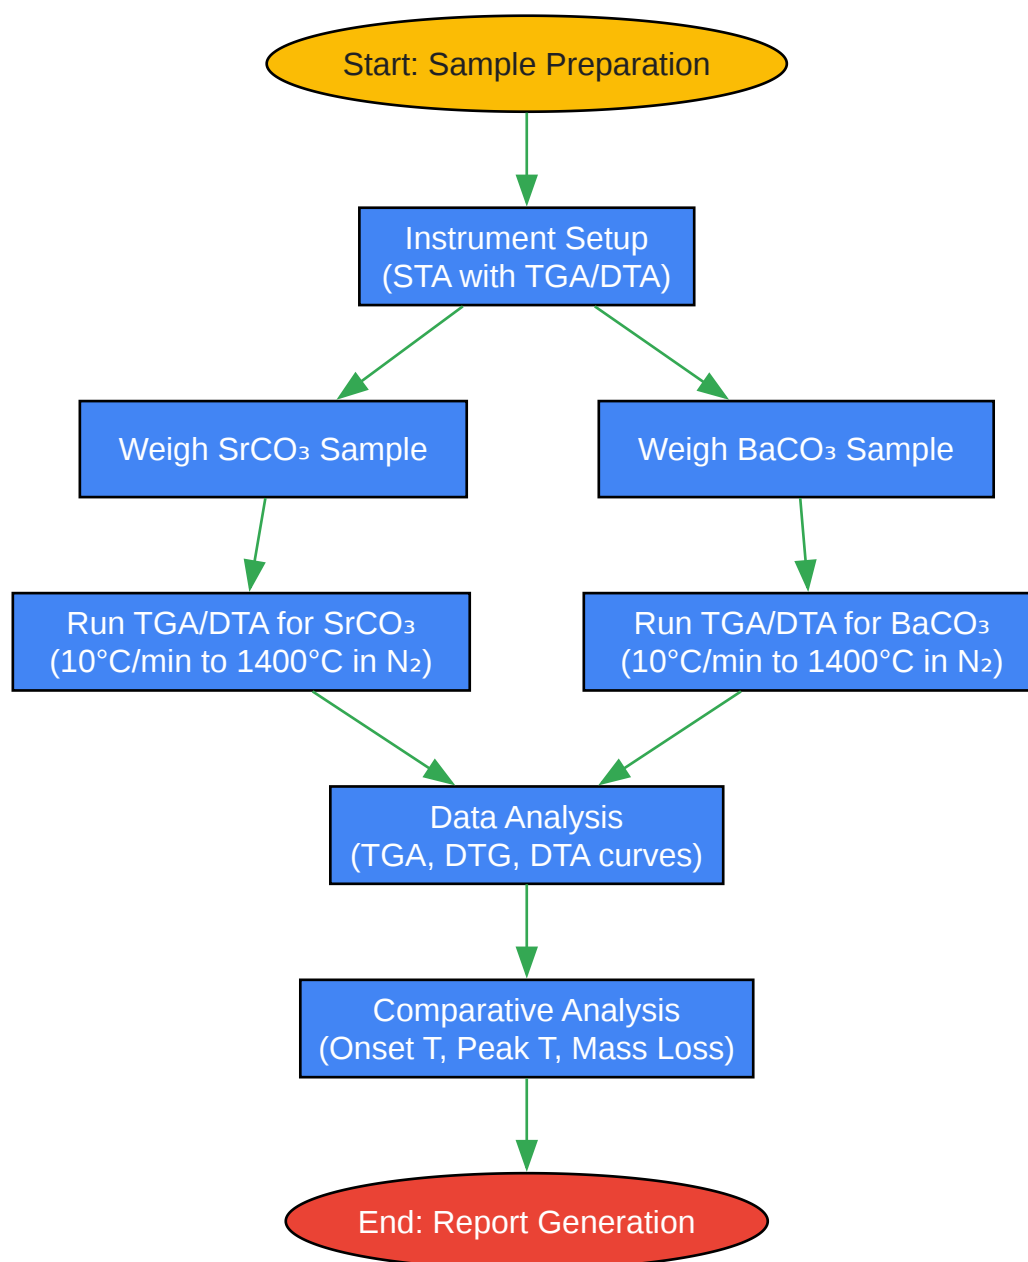 Start: Sample Preparation
Instrument Setup
(STA with TGA/DTA)
Weigh SrCO₃ Sample
Weigh BaCO₃ Sample
Run TGA/DTA for SrCO₃
(10°C/min to 1400°C in N₂)
Run TGA/DTA for BaCO₃
(10°C/min to 1400°C in N₂)
Data Analysis
(TGA, DTG, DTA curves)
Comparative Analysis
(Onset T, Peak T, Mass Loss)
End: Report Generation